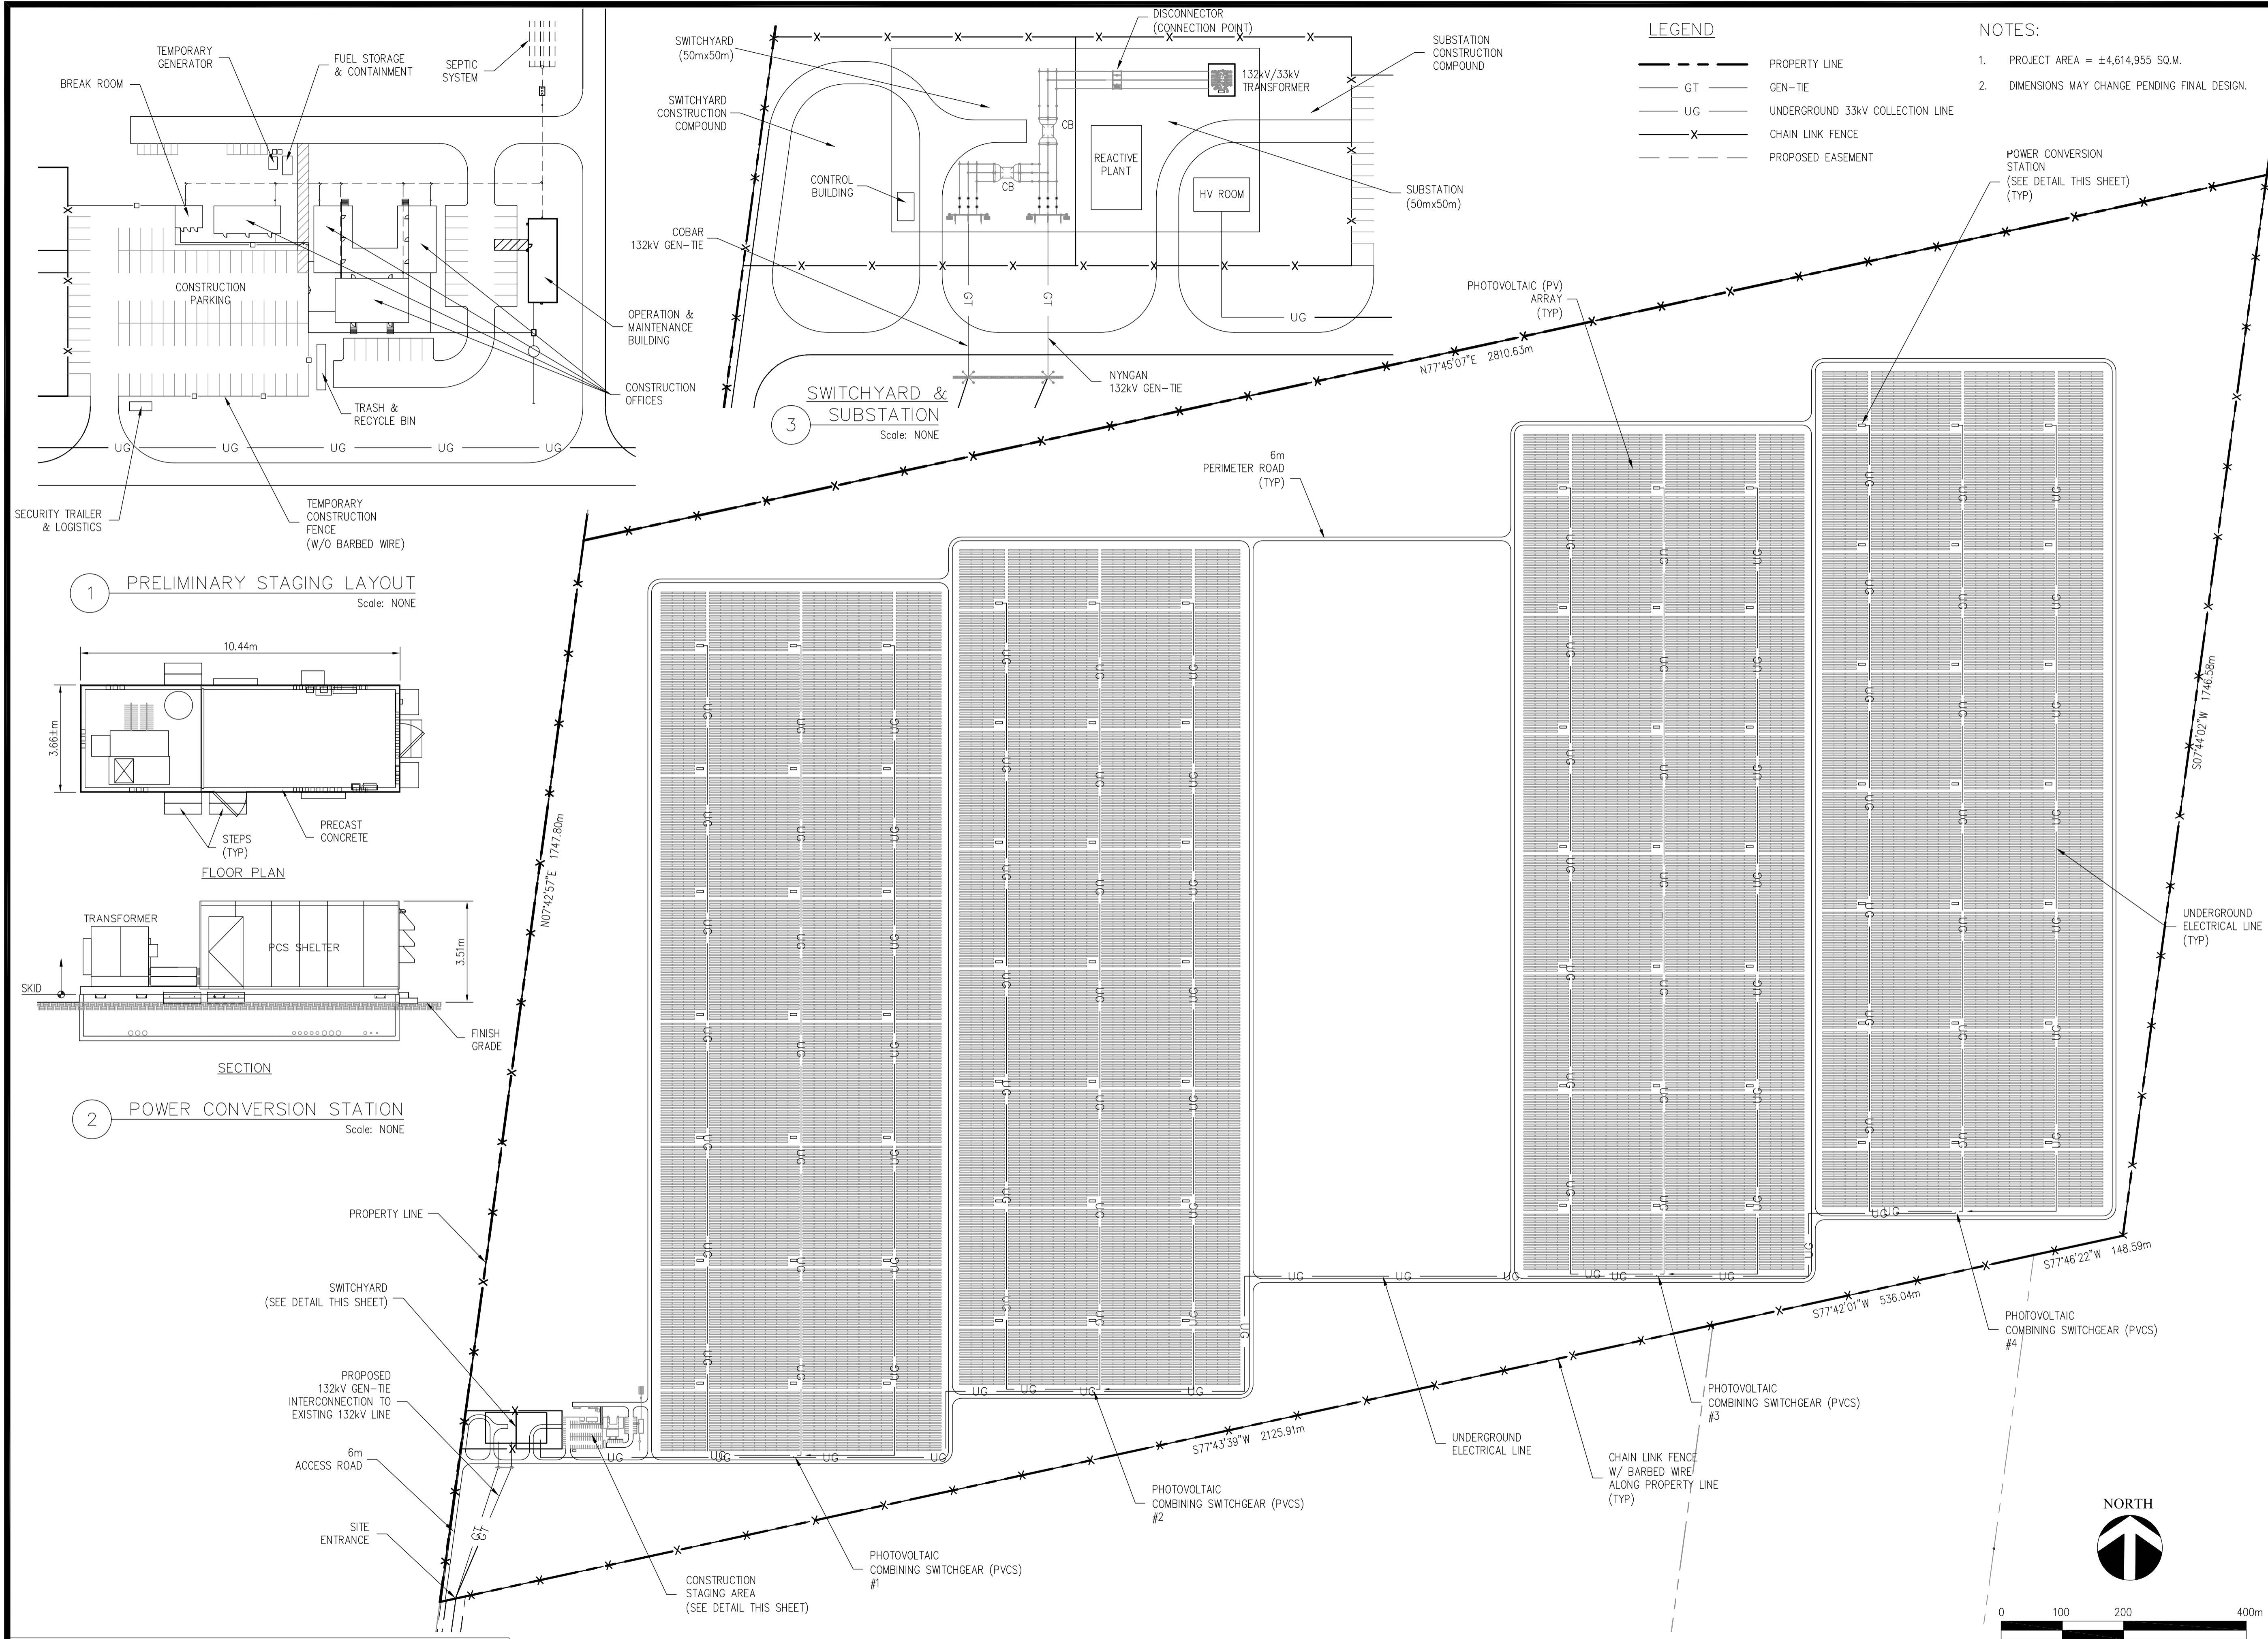 TEMPORARY
GENERATOR
FUEL STORAGE
& CONTAINMENT
SEPTIC
SYSTEM
BREAK ROOM
CONSTRUCTION
PARKING
OPERATION &
MAINTENANCE
BUILDING
CONSTRUCTION
OFFICES
TRASH &
RECYCLE BIN
UG
UG
UG
UG
UG
SECURITY TRAILER
& LOGISTICS
TEMPORARY
CONSTRUCTION
FENCE
(W/O BARBED WIRE)
1
PRELIMINARY STAGING LAYOUT
Scale: NONE
DISCONNECTOR
(CONNECTION POINT)
SWITCHYARD
(50mx50m)
SUBSTATION
CONSTRUCTION
COMPOUND
132kV/33kV
TRANSFORMER
SWITCHYARD
CONSTRUCTION
COMPOUND
CB
REACTIVE
PLANT
CONTROL
BUILDING
CB
HV ROOM
SUBSTATION
(50mx50m)
COBAR
132kV GEN-TIE
GT
GT
UG
NYNGAN
132kV GEN-TIE
3
SWITCHYARD &
SUBSTATION
Scale: NONE
LEGEND
PROPERTY LINE
GT
GEN-TIE
UG
UNDERGROUND 33kV COLLECTION LINE
X
CHAIN LINK FENCE
PROPOSED EASEMENT
NOTES:
1. PROJECT AREA = ±4,614,955 SQ.M.
2. DIMENSIONS MAY CHANGE PENDING FINAL DESIGN.
POWER CONVERSION
STATION
(SEE DETAIL THIS SHEET)
(TYP)
PHOTOVOLTAIC (PV)
ARRAY
(TYP)
N77°45'07"E 2810.63m
6m
PERIMETER ROAD
(TYP)
10.44m
3.66±m
STEPS
(TYP)
PRECAST
CONCRETE
FLOOR PLAN
TRANSFORMER
PCS SHELTER
3.51m
SKID
FINISH
GRADE
SECTION
2
POWER CONVERSION STATION
Scale: NONE
N07°42'57"E 1747.80m
S07°44'02"W 1746.58m
UNDERGROUND
ELECTRICAL LINE
(TYP)
PROPERTY LINE
SWITCHYARD
(SEE DETAIL THIS SHEET)
PROPOSED
132kV GEN-TIE
INTERCONNECTION TO
EXISTING 132kV LINE
6m
ACCESS ROAD
SITE
ENTRANCE
GT
GT
CONSTRUCTION
STAGING AREA
(SEE DETAIL THIS SHEET)
PHOTOVOLTAIC
COMBINING SWITCHGEAR (PVCS)
#1
PHOTOVOLTAIC
COMBINING SWITCHGEAR (PVCS)
#2
S77°43'39"W 2125.91m
UNDERGROUND
ELECTRICAL LINE
CHAIN LINK FENCE
W/ BARBED WIRE
ALONG PROPERTY LINE
(TYP)
PHOTOVOLTAIC
COMBINING SWITCHGEAR (PVCS)
#3
S77°42'01"W 536.04m
PHOTOVOLTAIC
COMBINING SWITCHGEAR (PVCS)
#4
S77°46'22"W 148.59m
NORTH
0 100 200 400m